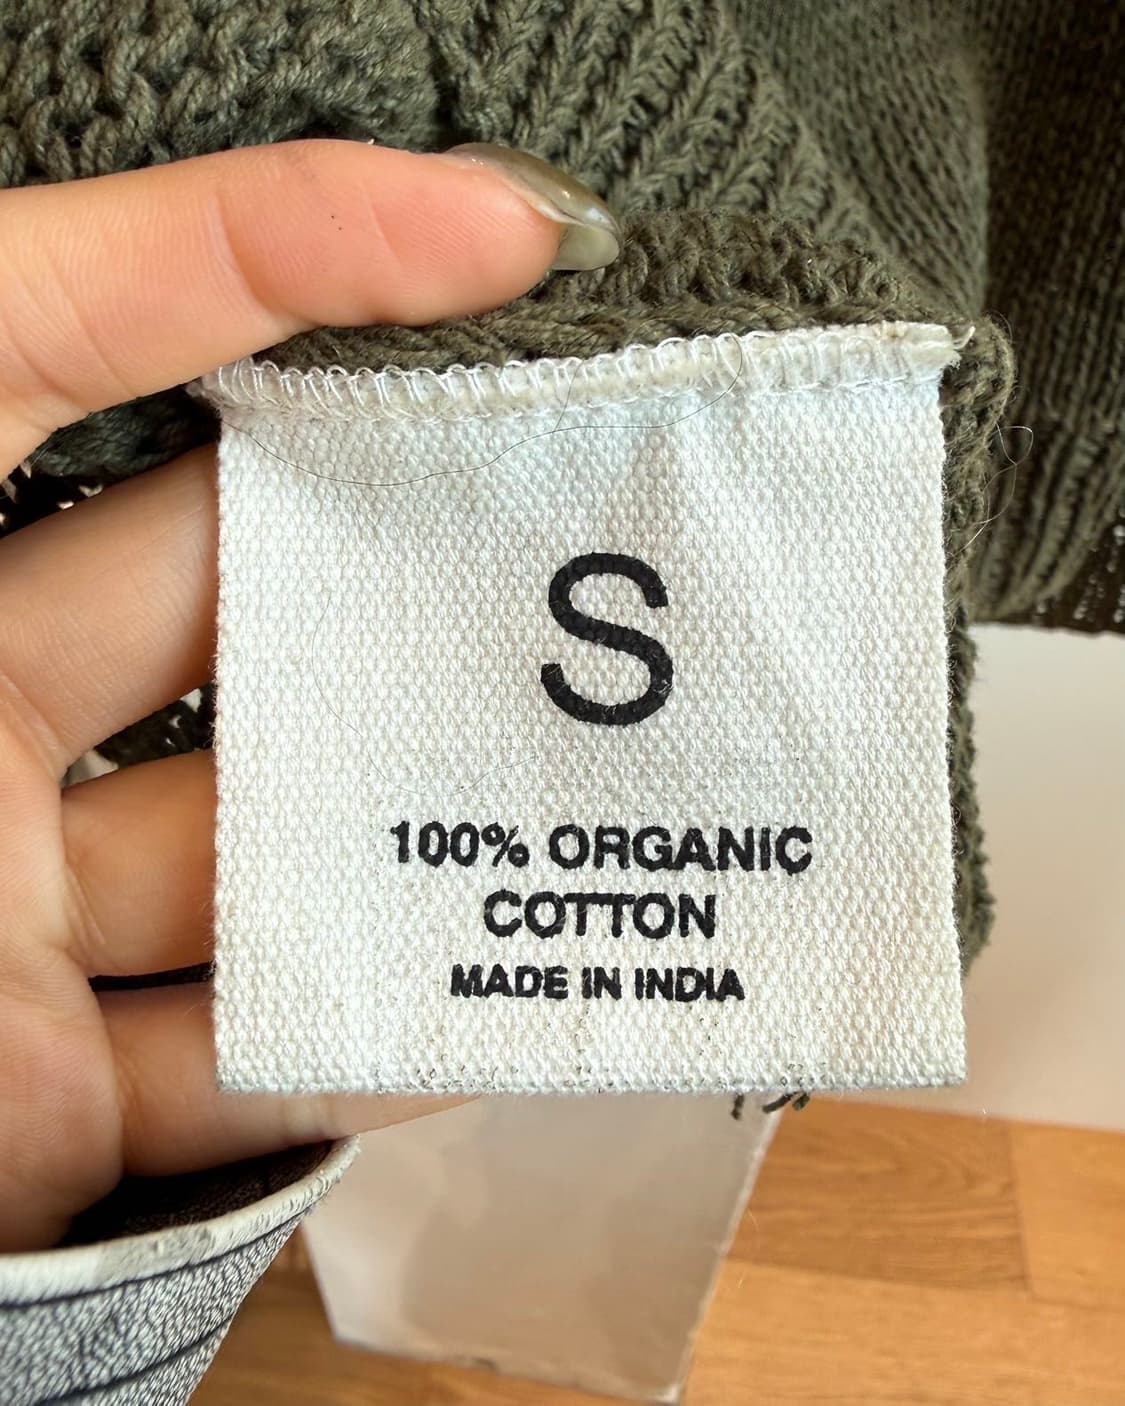 S
100% ORGANIC
COTTON
MADE IN INDIA